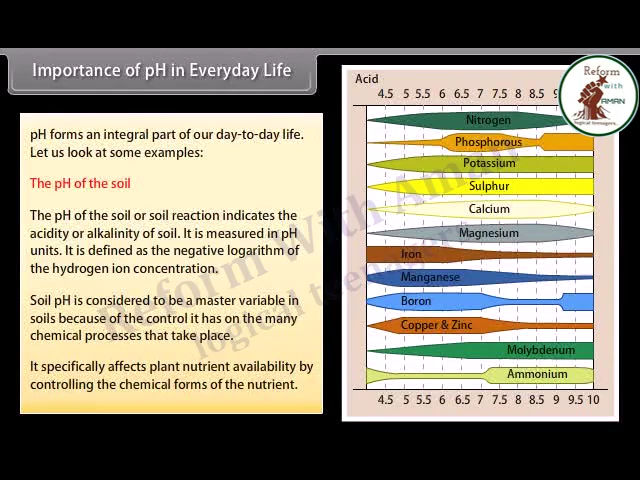 Importance of pH in Everyday Life
pH forms an integral part of our day-to-day life.
Let us look at some examples:
The pH of the soil
The pH of the soil or soil reaction indicates the
acidity or alkalinity of soil. It is measured in pH
units. It is defined as the negative logarithm of
the hydrogen ion concentration.
Soil pH is considered to be a master variable in
soils because of the control it has on the many
chemical processes that take place.
It specifically affects plant nutrient availability by
controlling the chemical forms of the nutrient.
Acid
4.5 5 5.5 6 6.5 7 7.5 8 8.5 9
Nitrogen
Phosphorous
Potassium
Sulphur
Calcium
Magnesium
Iron
Manganese
Boron
Copper & Zinc
Molybdenum
Ammonium
4.5 5 5.5 6 6.5 7 7.5 8 8.5 9 9.5 10
Reform
with
AMAN
logical teenagers
Reform With Aman
logical teenagers